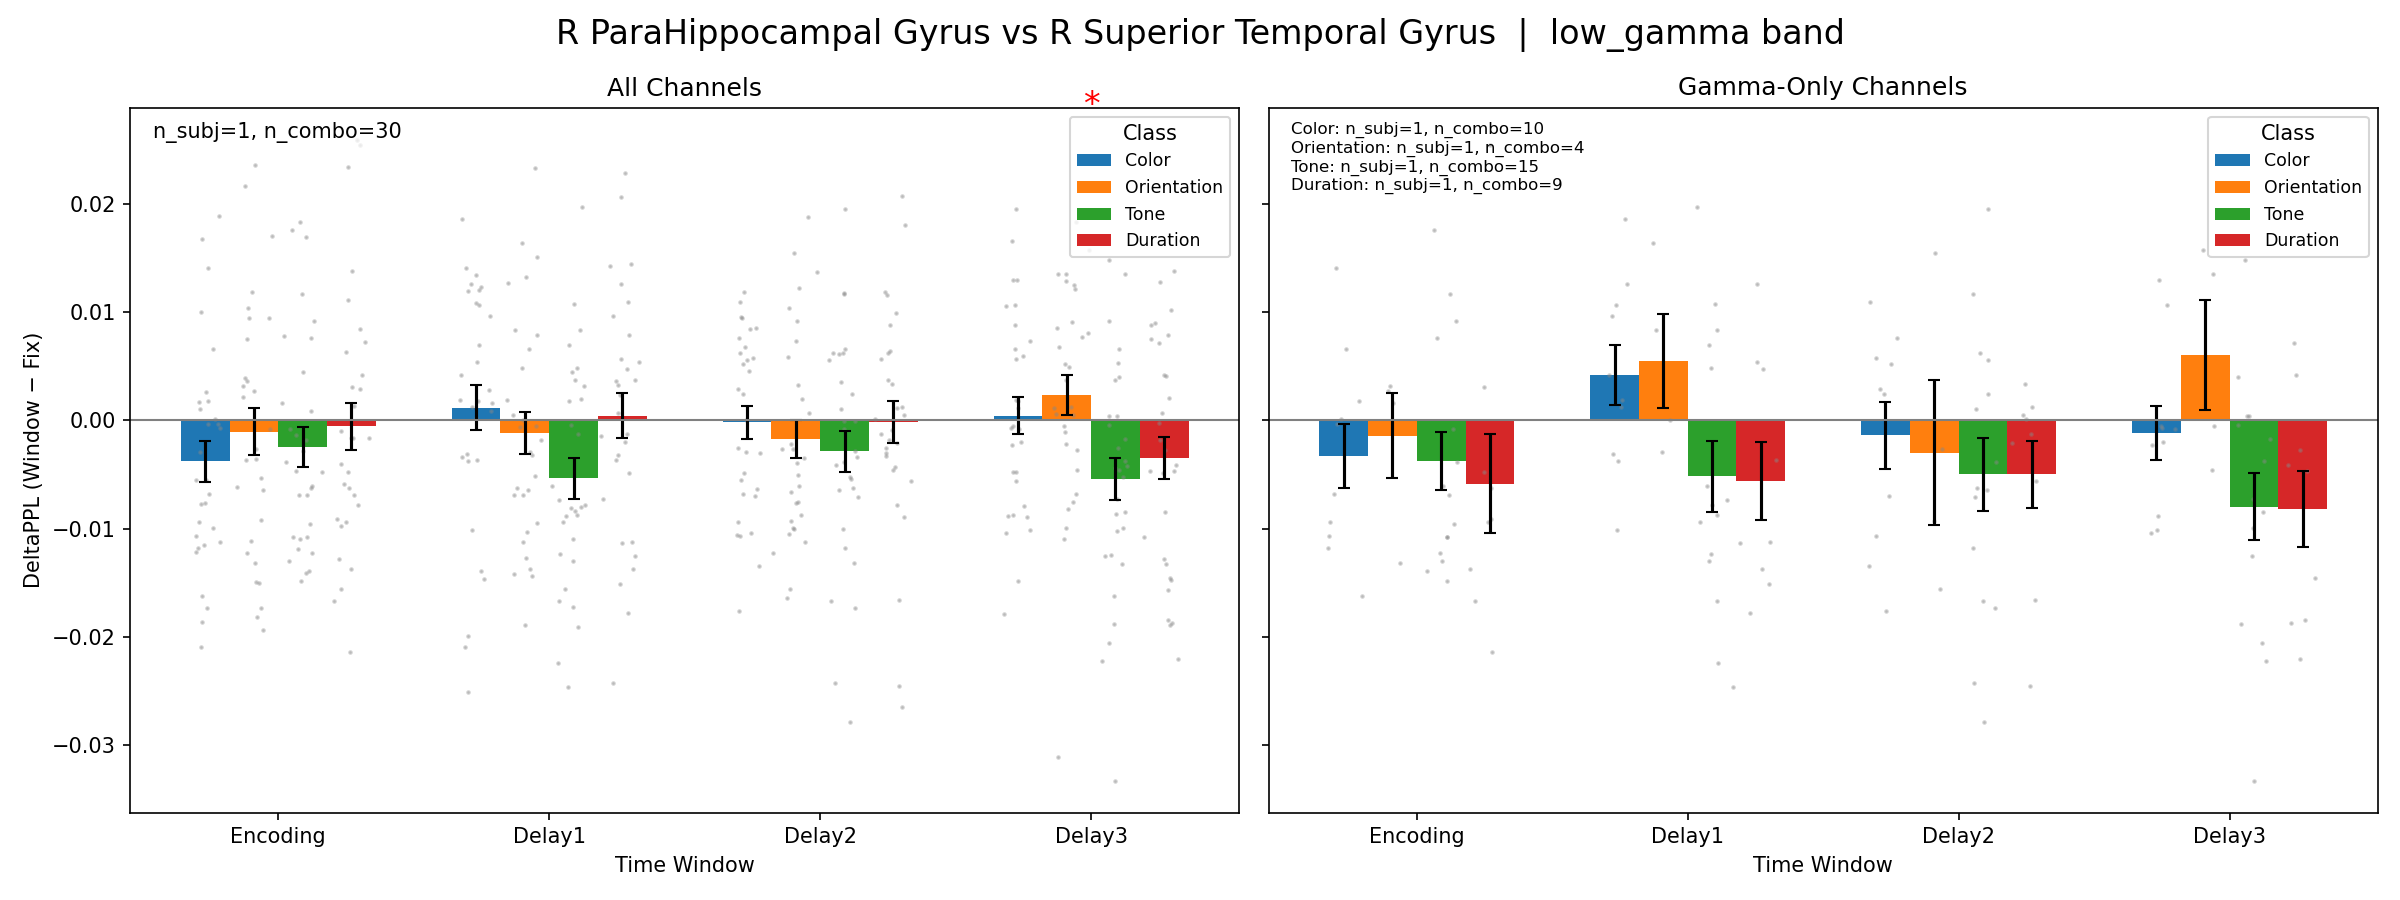 R ParaHippocampal Gyrus vs R Superior Temporal Gyrus | low_gamma band
All Channels
*
n_subj=1, n_combo=30
Class
Color
Orientation
Tone
Duration
DeltaPPL (Window − Fix)
0.02
0.01
0.00
−0.01
−0.02
−0.03
Encoding
Delay1
Delay2
Delay3
Time Window
Gamma-Only Channels
Color: n_subj=1, n_combo=10
Orientation: n_subj=1, n_combo=4
Tone: n_subj=1, n_combo=15
Duration: n_subj=1, n_combo=9
Class
Color
Orientation
Tone
Duration
Encoding
Delay1
Delay2
Delay3
Time Window